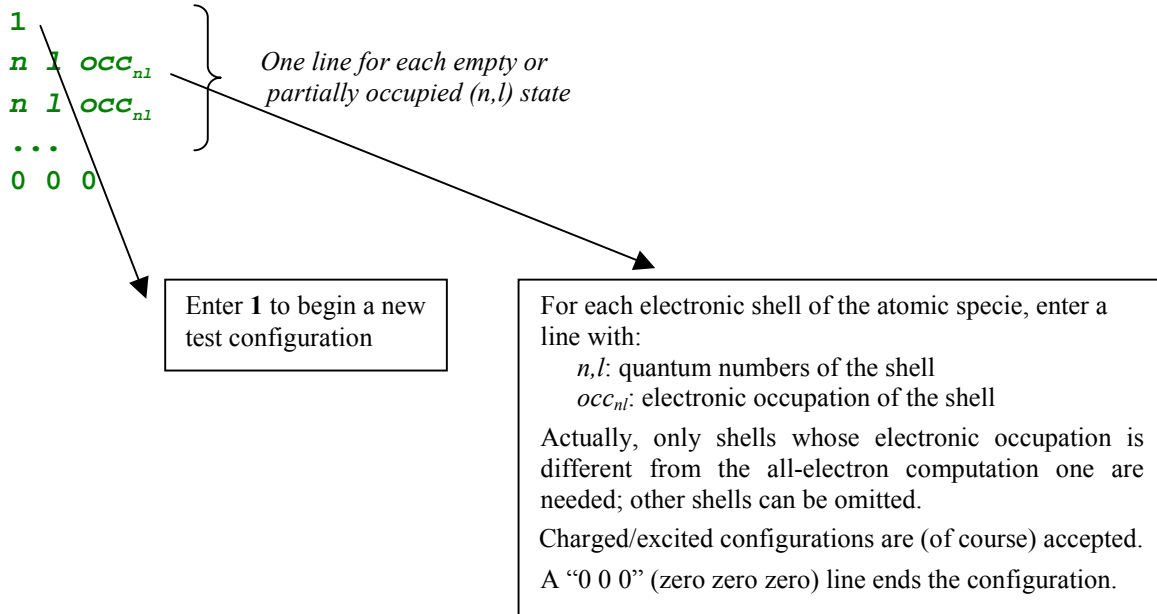 1
n l occnl
n l occnl
...
0 0 0
One line for each empty or
partially occupied (n,l) state
Enter 1 to begin a new
test configuration
For each electronic shell of the atomic specie, enter a
line with:
n,l: quantum numbers of the shell
occnl: electronic occupation of the shell
Actually, only shells whose electronic occupation is
different from the all-electron computation one are
needed; other shells can be omitted.
Charged/excited configurations are (of course) accepted.
A “0 0 0” (zero zero zero) line ends the configuration.